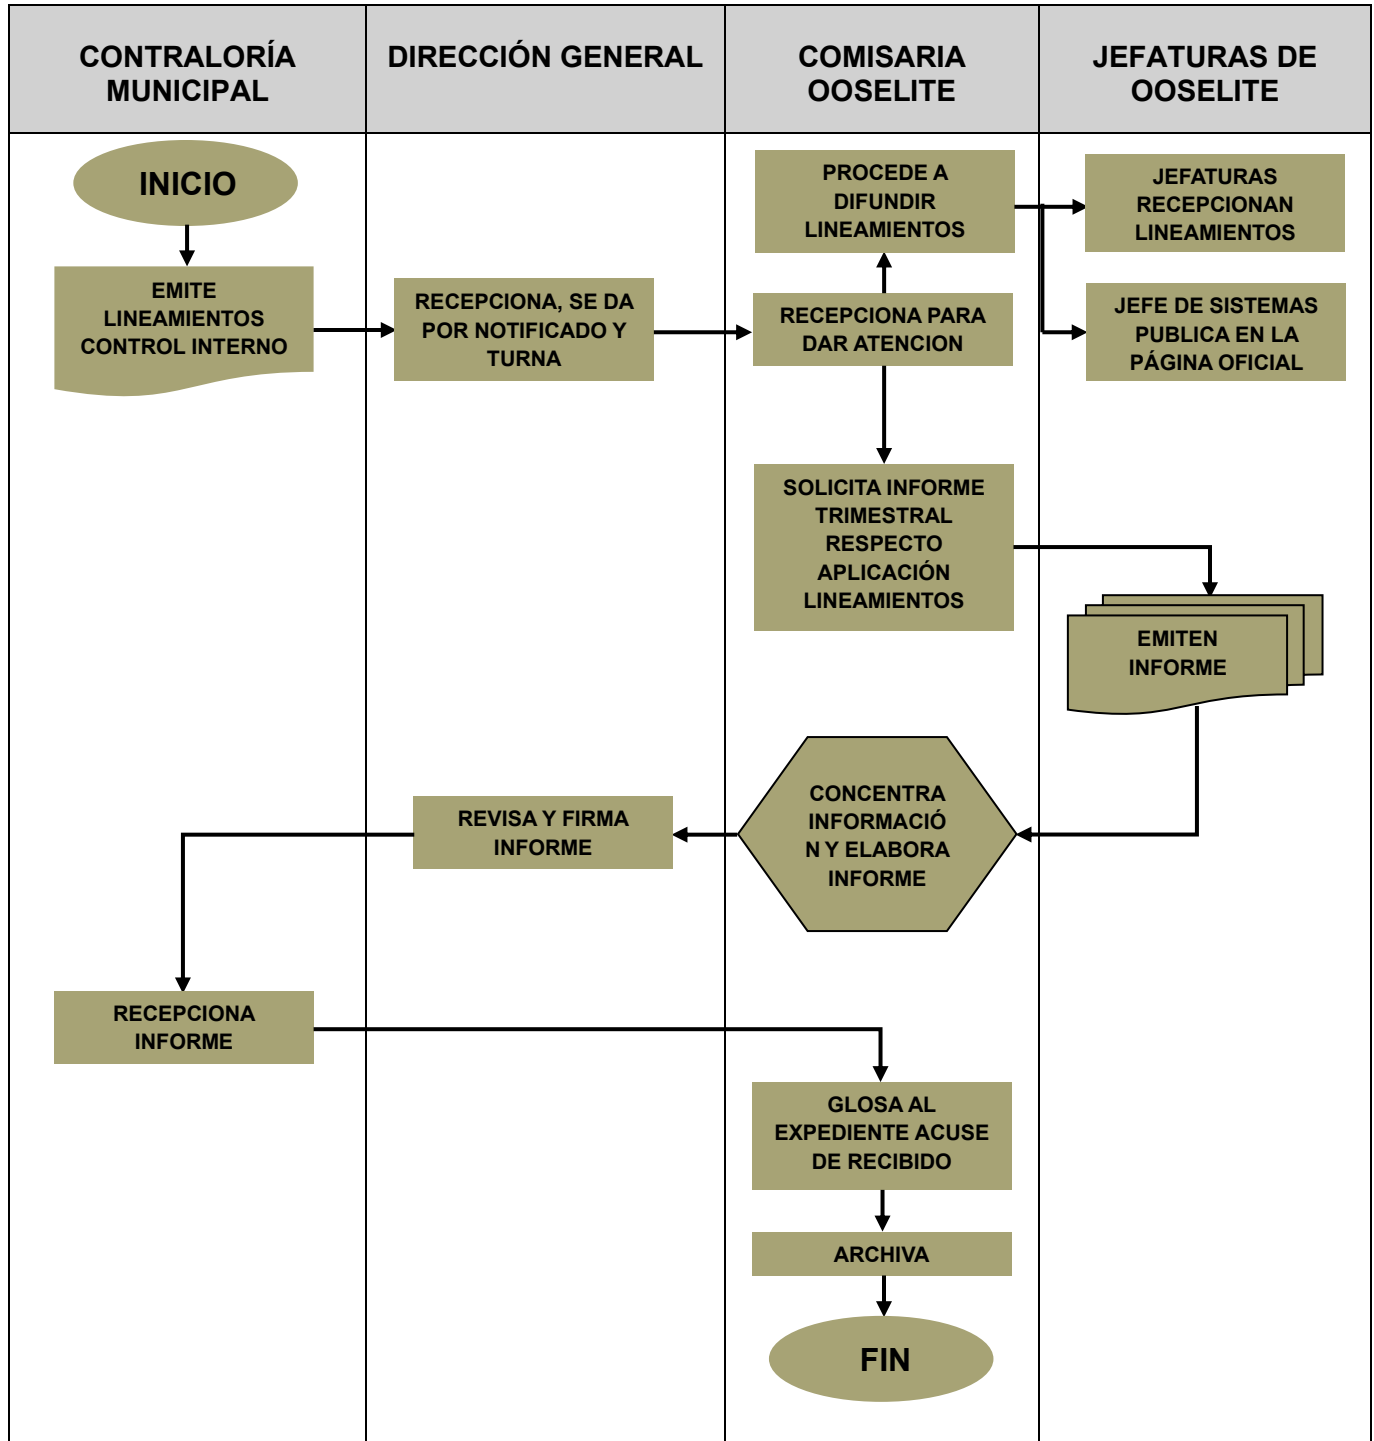 CONTRALORÍA
MUNICIPAL
DIRECCIÓN GENERAL
COMISARIA
OOSELITE
JEFATURAS DE
OOSELITE
INICIO
EMITE
LINEAMIENTOS
CONTROL INTERNO
RECEPCIONA, SE DA
POR NOTIFICADO Y
TURNA
PROCEDE A
DIFUNDIR
LINEAMIENTOS
RECEPCIONA PARA
DAR ATENCION
JEFATURAS
RECEPCIONAN
LINEAMIENTOS
JEFE DE SISTEMAS
PUBLICA EN LA
PÁGINA OFICIAL
SOLICITA INFORME
TRIMESTRAL
RESPECTO
APLICACIÓN
LINEAMIENTOS
EMITEN
INFORME
CONCENTRA
INFORMACIÓ
N Y ELABORA
INFORME
REVISA Y FIRMA
INFORME
RECEPCIONA
INFORME
GLOSA AL
EXPEDIENTE ACUSE
DE RECIBIDO
ARCHIVA
FIN